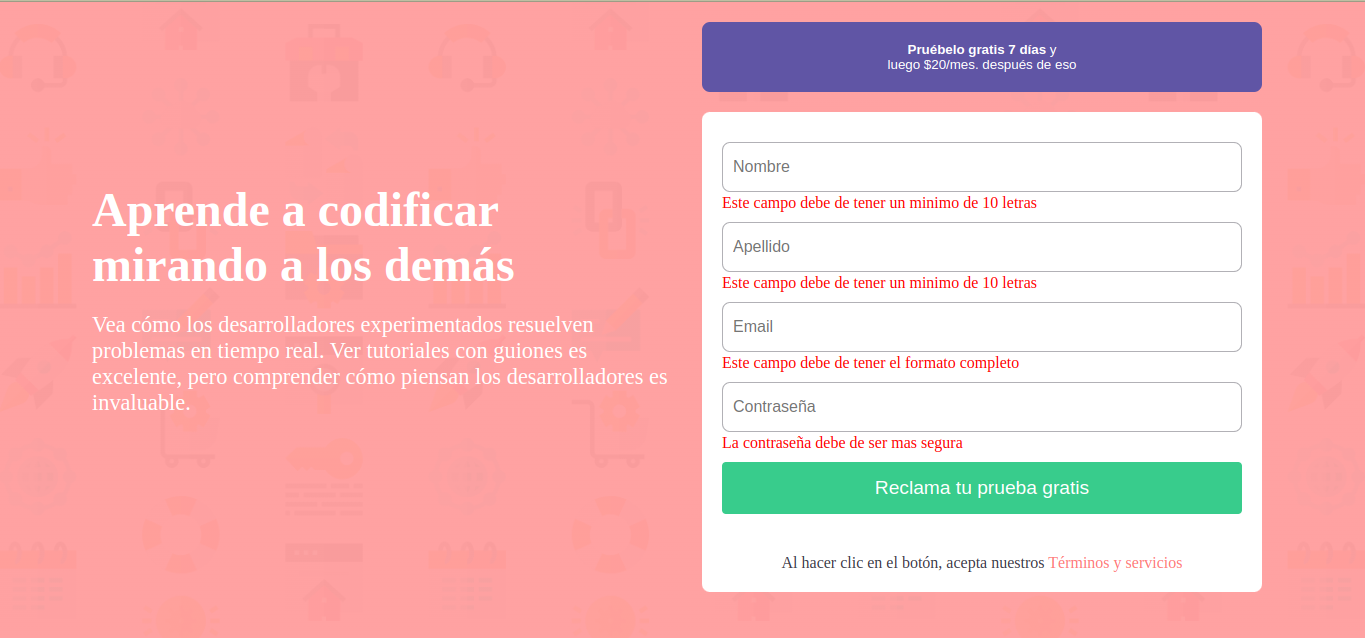 Aprende a codificar
mirando a los demás
Vea cómo los desarrolladores experimentados resuelven
problemas en tiempo real. Ver tutoriales con guiones es
excelente, pero comprender cómo piensan los desarrolladores es
invaluable.
Pruébelo gratis 7 días y
luego $20/mes. después de eso
Nombre
Este campo debe de tener un minimo de 10 letras
Apellido
Este campo debe de tener un minimo de 10 letras
Email
Este campo debe de tener el formato completo
Contraseña
La contraseña debe de ser mas segura
Reclama tu prueba gratis
Al hacer clic en el botón, acepta nuestros Términos y servicios